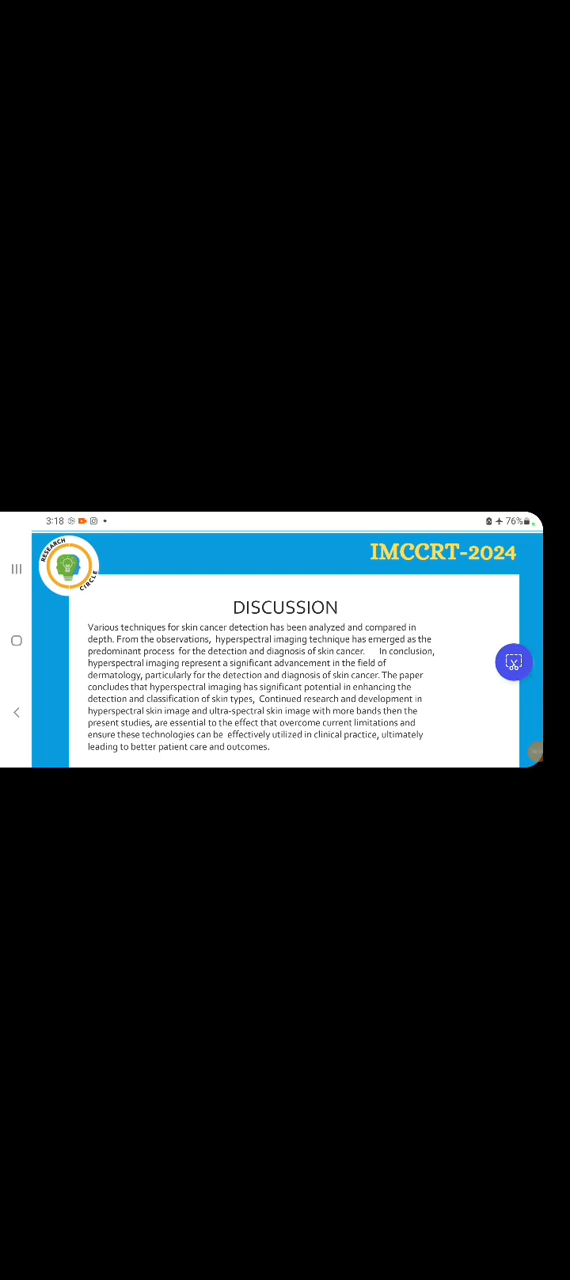 3:18
76%
RESEARCH
CIRCLE
IMCCRT-2024
DISCUSSION
Various techniques for skin cancer detection has been analyzed and compared in
depth. From the observations, hyperspectral imaging technique has emerged as the
predominant process for the detection and diagnosis of skin cancer. In conclusion,
hyperspectral imaging represent a significant advancement in the field of
dermatology, particularly for the detection and diagnosis of skin cancer. The paper
concludes that hyperspectral imaging has significant potential in enhancing the
detection and classification of skin types, Continued research and development in
hyperspectral skin image and ultra-spectral skin image with more bands then the
present studies, are essential to the effect that overcome current limitations and
ensure these technologies can be effectively utilized in clinical practice, ultimately
leading to better patient care and outcomes.